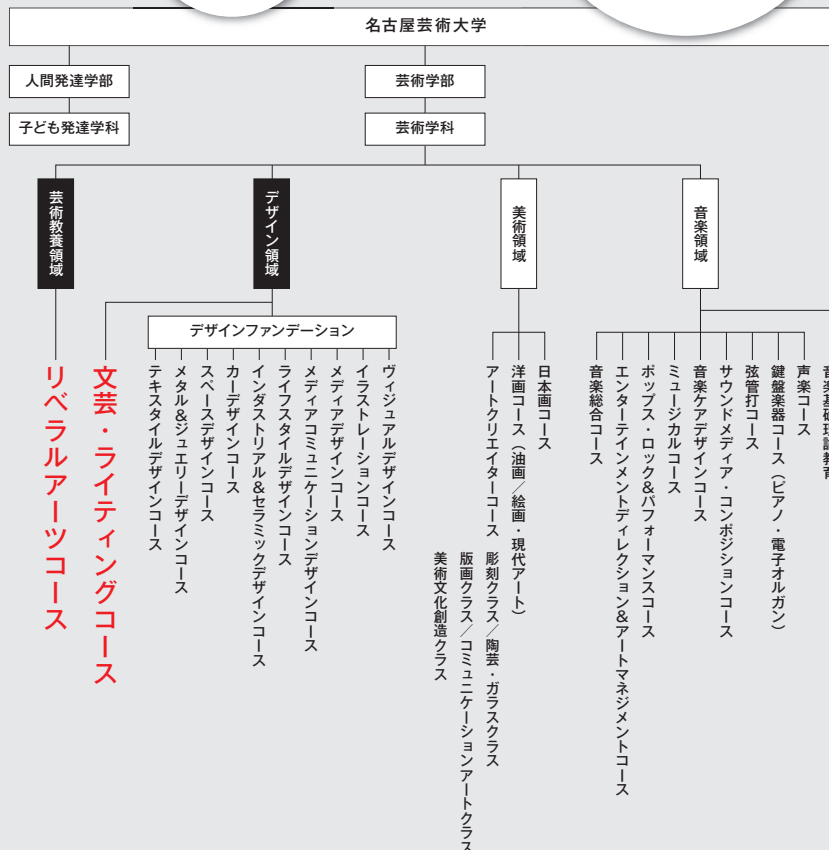 名古屋芸術大学
人間発達学部
芸術学部
子ども発達学科
芸術学科
芸術教養領域
デザイン領域
美術領域
音楽領域
デザインファンデーション
声楽コース
鍵盤楽器コース（ピアノ・電子オルガン）
弦管打コース
サウンドメディア・コンポジションコース
音楽ケアデザインコース
ミュージカルコース
ポップス・ロック&パフォーマンスコース
エンターテインメントディレクション&アートマネジメントコース
音楽総合コース
日本画コース
洋画コース（油画／絵画・現代アート）
アートクリエイターコース
彫刻クラス／陶芸・ガラスクラス
版画クラス／コミュニケーションアートクラス
美術文化創造クラス
ヴィジュアルデザインコース
イラストレーションコース
メディアデザインコース
メディアコミュニケーションデザインコース
ライフスタイルデザインコース
インダストリアル&セラミックデザインコース
カーデザインコース
スペースデザインコース
メタル&ジュエリーデザインコース
テキスタイルデザインコース
文芸・ライティングコース
リベラルアーツコース